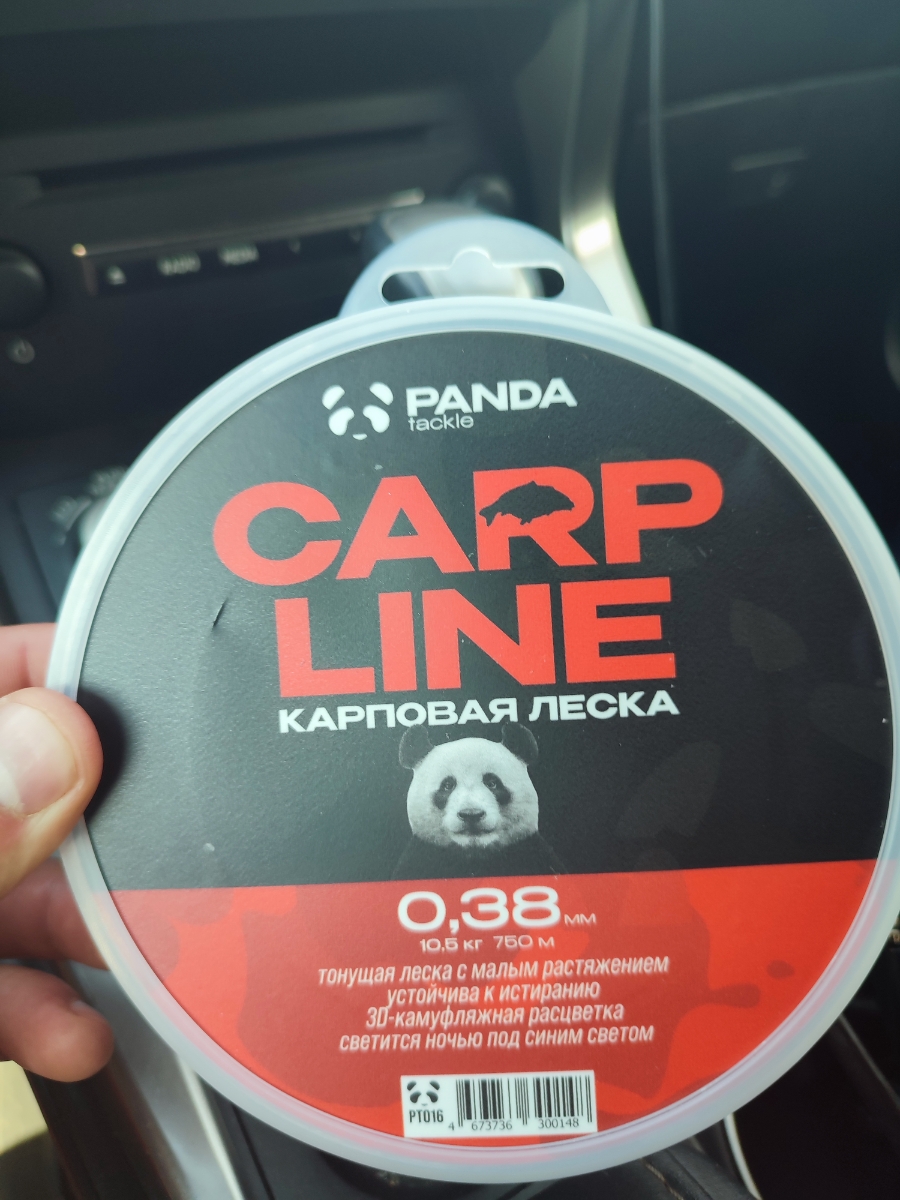 PANDA
tackle
CARP
LINE
КАРПОВАЯ ЛЕСКА
0,38 мм
10.5 кг 750 м
тонущая леска с малым растяжением
устойчива к истиранию
3D-камуфляжная расцветка
светится ночью под синим светом
PT016
4 673736 300148